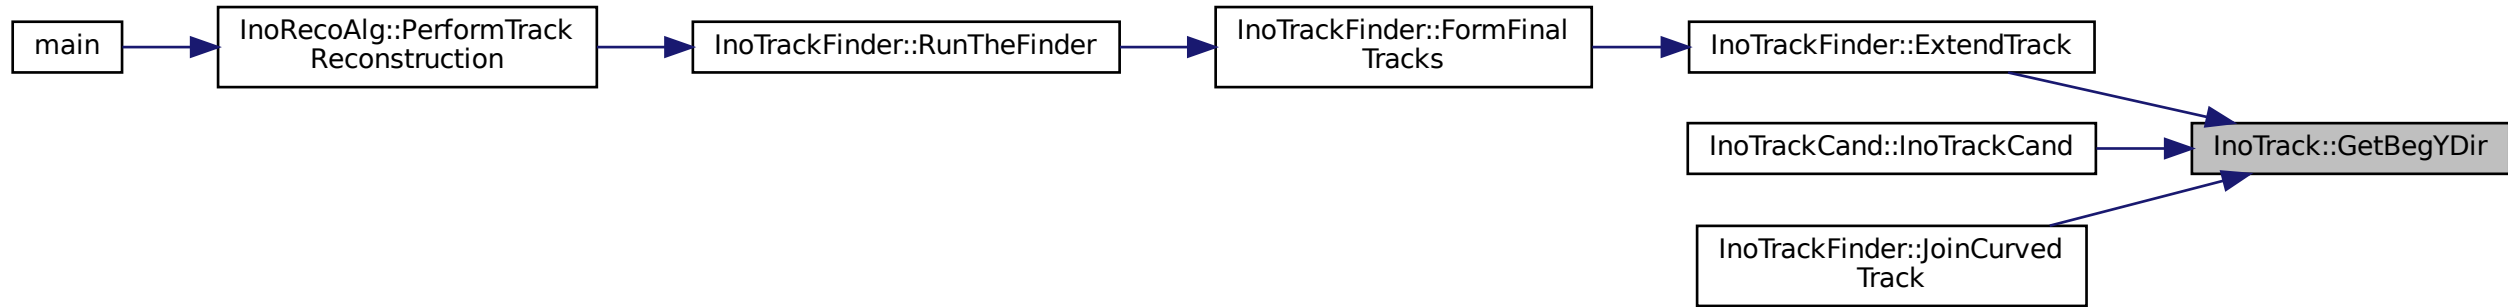 main
InoRecoAlg::PerformTrack
Reconstruction
InoTrackFinder::RunTheFinder
InoTrackFinder::FormFinal
Tracks
InoTrackFinder::ExtendTrack
InoTrackCand::InoTrackCand
InoTrackFinder::JoinCurved
Track
InoTrack::GetBegYDir